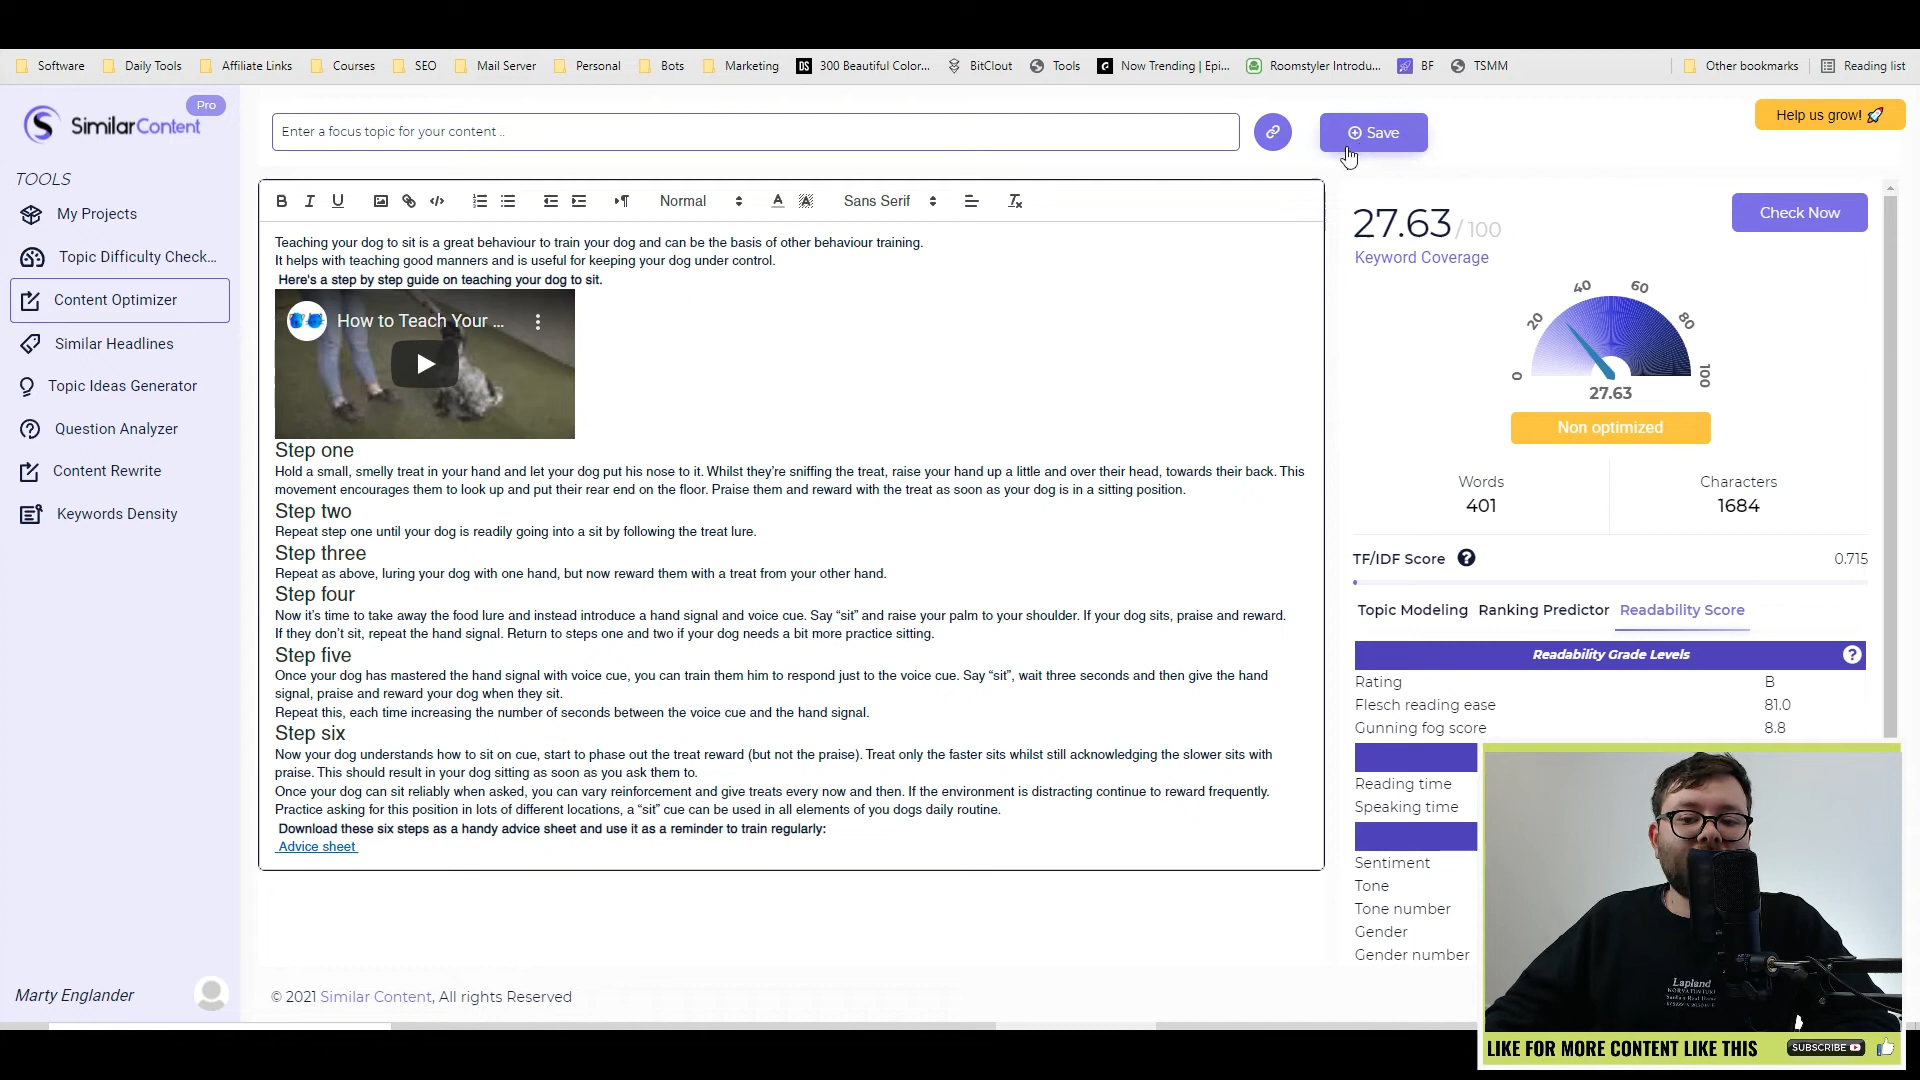 Software
Daily Tools
Affiliate Links
Courses
SEO
Mail Server
Personal
Bots
Marketing
DS 300 Beautiful Color...
BitClout
Tools
Now Trending | Epi...
Roomstyler Introdu...
BF
TSMM
Other bookmarks
Reading list
Pro
SimilarContent
TOOLS
My Projects
Topic Difficulty Check...
Content Optimizer
Similar Headlines
Topic Ideas Generator
Question Analyzer
Content Rewrite
Keywords Density
Marty Englander
Enter a focus topic for your content ..
Save
Help us grow!
Normal
Sans Serif
Teaching your dog to sit is a great behaviour to train your dog and can be the basis of other behaviour training.
It helps with teaching good manners and is useful for keeping your dog under control.
Here's a step by step guide on teaching your dog to sit.
How to Teach Your ...
Step one
Hold a small, smelly treat in your hand and let your dog put his nose to it. Whilst they're sniffing the treat, raise your hand up a little and over their head, towards their back. This
movement encourages them to look up and put their rear end on the floor. Praise them and reward with the treat as soon as your dog is in a sitting position.
Step two
Repeat step one until your dog is readily going into a sit by following the treat lure.
Step three
Repeat as above, luring your dog with one hand, but now reward them with a treat from your other hand.
Step four
Now it's time to take away the food lure and instead introduce a hand signal and voice cue. Say “sit” and raise your palm to your shoulder. If your dog sits, praise and reward.
If they don't sit, repeat the hand signal. Return to steps one and two if your dog needs a bit more practice sitting.
Step five
Once your dog has mastered the hand signal with voice cue, you can train them him to respond just to the voice cue. Say “sit”, wait three seconds and then give the hand
signal, praise and reward your dog when they sit.
Repeat this, each time increasing the number of seconds between the voice cue and the hand signal.
Step six
Now your dog understands how to sit on cue, start to phase out the treat reward (but not the praise). Treat only the faster sits whilst still acknowledging the slower sits with
praise. This should result in your dog sitting as soon as you ask them to.
Once your dog can sit reliably when asked, you can vary reinforcement and give treats every now and then. If the environment is distracting continue to reward frequently.
Practice asking for this position in lots of different locations, a “sit” cue can be used in all elements of you dogs daily routine.
Download these six steps as a handy advice sheet and use it as a reminder to train regularly:
Advice sheet
© 2021 Similar Content, All rights Reserved
27.63 / 100
Keyword Coverage
Check Now
0
20
40
60
80
100
27.63
Non optimized
Words
401
Characters
1684
TF/IDF Score
0.715
Topic Modeling
Ranking Predictor
Readability Score
Readability Grade Levels
Rating B
Flesch reading ease 81.0
Gunning fog score 8.8
Reading time
Speaking time
Sentiment
Tone
Tone number
Gender
Gender number
Lapland
LIKE FOR MORE CONTENT LIKE THIS
SUBSCRIBE